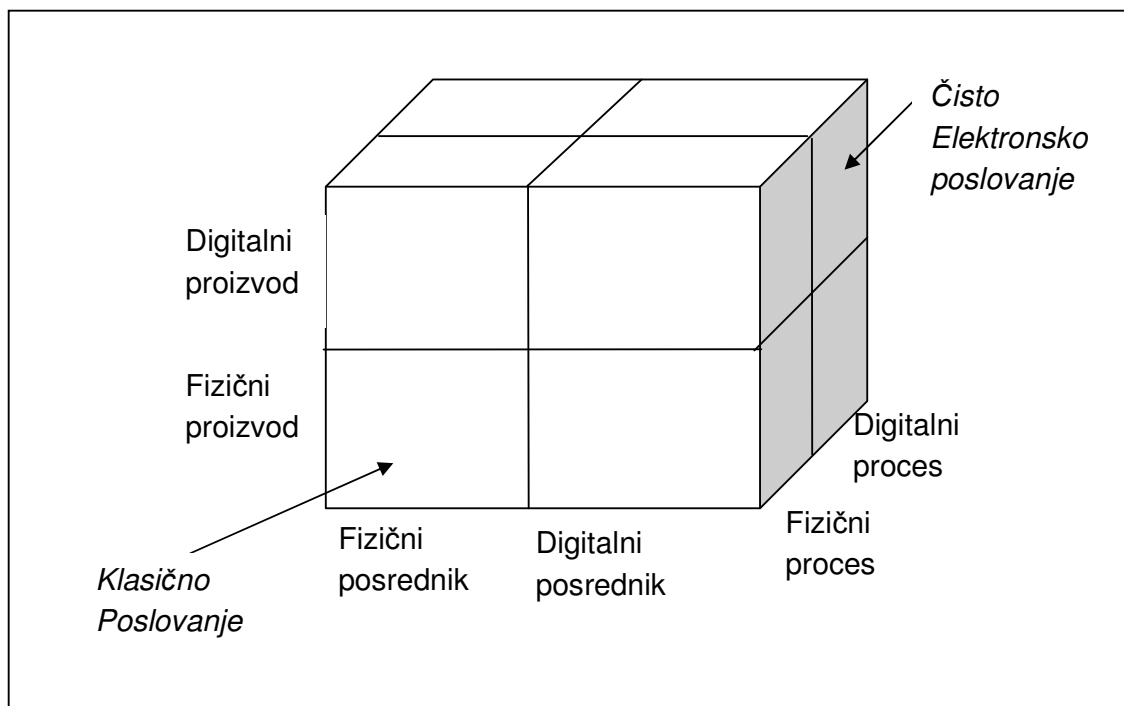 Čisto
Elektronsko
poslovanje
Digitalni
proizvod
Fizični
proizvod
Digitalni
proces
Fizični
proces
Fizični
posrednik
Digitalni
posrednik
Klasično
Poslovanje